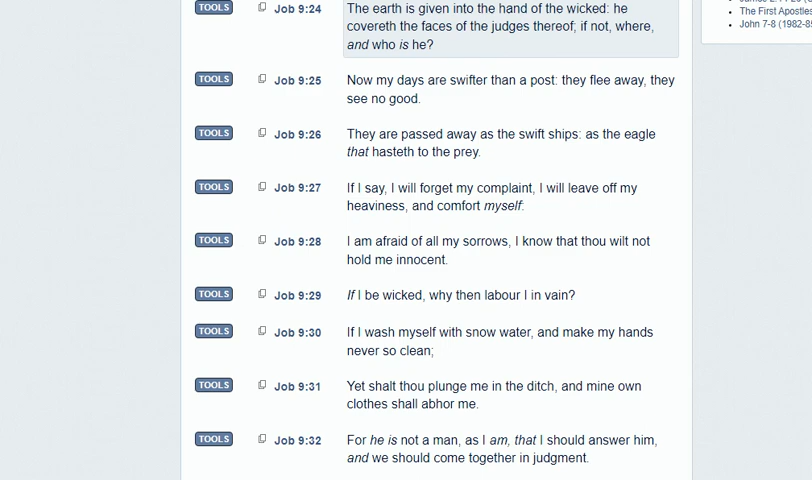 TOOLS Job 9:24 The earth is given into the hand of the wicked: he
covereth the faces of the judges thereof; if not, where,
and who is he?
TOOLS Job 9:25 Now my days are swifter than a post: they flee away, they
see no good.
TOOLS Job 9:26 They are passed away as the swift ships: as the eagle
that hasteth to the prey.
TOOLS Job 9:27 If I say, I will forget my complaint, I will leave off my
heaviness, and comfort myself:
TOOLS Job 9:28 I am afraid of all my sorrows, I know that thou wilt not
hold me innocent.
TOOLS Job 9:29 If I be wicked, why then labour I in vain?
TOOLS Job 9:30 If I wash myself with snow water, and make my hands
never so clean;
TOOLS Job 9:31 Yet shalt thou plunge me in the ditch, and mine own
clothes shall abhor me.
TOOLS Job 9:32 For he is not a man, as I am, that I should answer him,
and we should come together in judgment.
The First Apostles
John 7-8 (1982-8